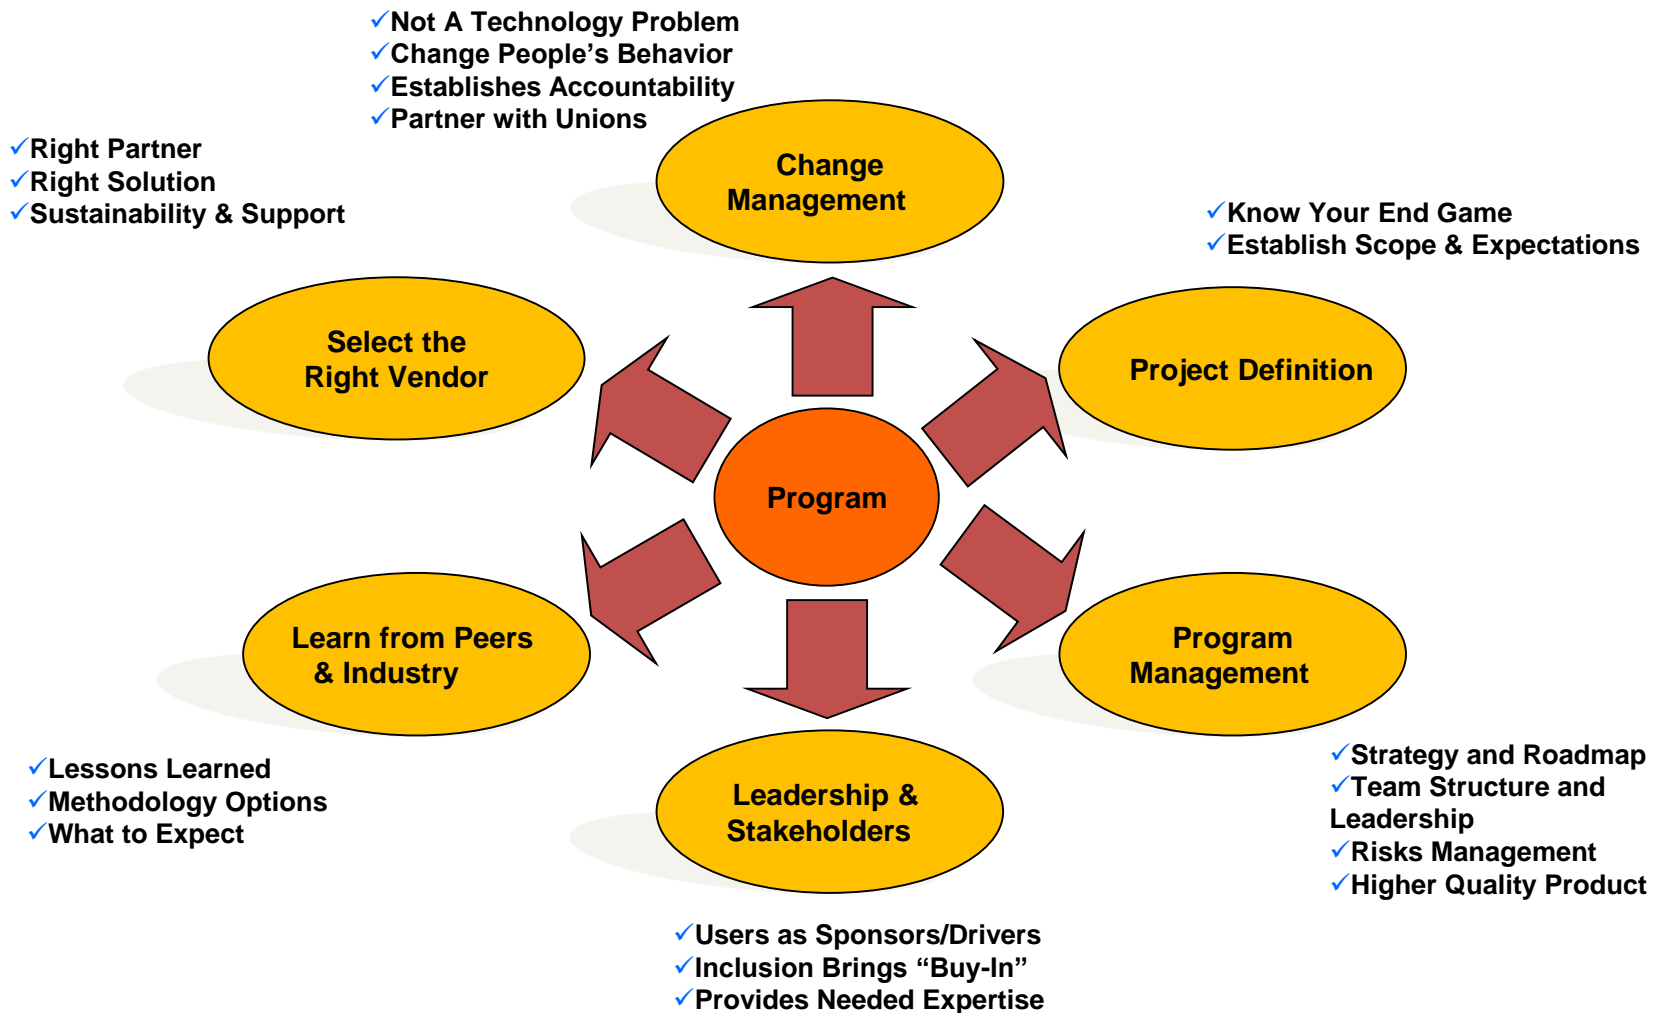 ✓Not A Technology Problem
✓Change People’s Behavior
✓Establishes Accountability
✓Partner with Unions
Change
Management
✓Right Partner
✓Right Solution
✓Sustainability & Support
Select the
Right Vendor
✓Know Your End Game
✓Establish Scope & Expectations
Project Definition
Program
Learn from Peers
& Industry
✓Lessons Learned
✓Methodology Options
✓What to Expect
Program
Management
✓Strategy and Roadmap
✓Team Structure and
Leadership
✓Risks Management
✓Higher Quality Product
Leadership &
Stakeholders
✓Users as Sponsors/Drivers
✓Inclusion Brings “Buy-In”
✓Provides Needed Expertise